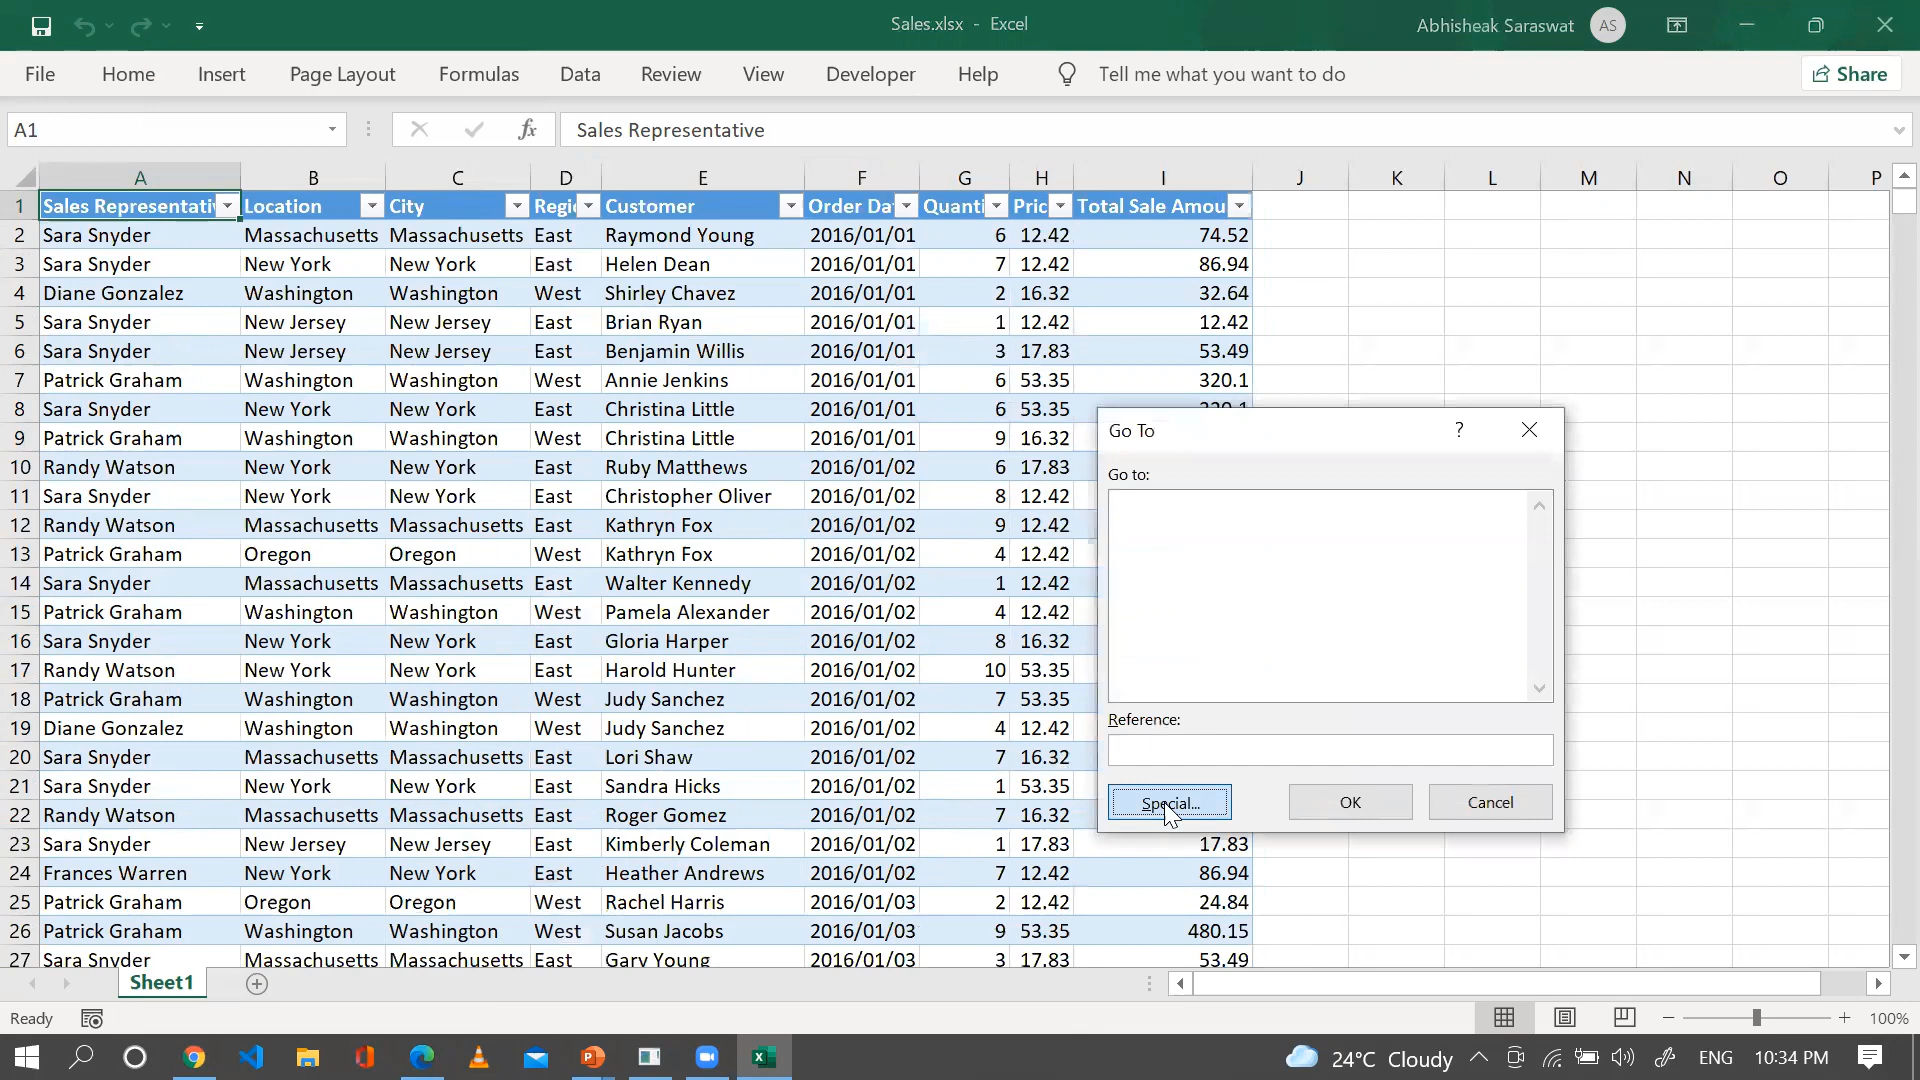 Sales.xlsx - Excel
Abhisheak Saraswat AS
File Home Insert Page Layout Formulas Data Review View Developer Help Tell me what you want to do Share
A1 fx Sales Representative
A B C D E F G H I J K L M N O P
1 Sales Representativ Location City Regio Customer Order Da Quanti Pric Total Sale Amou
2 Sara Snyder Massachusetts Massachusetts East Raymond Young 2016/01/01 6 12.42 74.52
3 Sara Snyder New York New York East Helen Dean 2016/01/01 7 12.42 86.94
4 Diane Gonzalez Washington Washington West Shirley Chavez 2016/01/01 2 16.32 32.64
5 Sara Snyder New Jersey New Jersey East Brian Ryan 2016/01/01 1 12.42 12.42
6 Sara Snyder New Jersey New Jersey East Benjamin Willis 2016/01/01 3 17.83 53.49
7 Patrick Graham Washington Washington West Annie Jenkins 2016/01/01 6 53.35 320.1
8 Sara Snyder New York New York East Christina Little 2016/01/01 6 53.35
9 Patrick Graham Washington Washington West Christina Little 2016/01/01 9 16.32
10 Randy Watson New York New York East Ruby Matthews 2016/01/02 6 17.83
11 Sara Snyder New York New York East Christopher Oliver 2016/01/02 8 12.42
12 Randy Watson Massachusetts Massachusetts East Kathryn Fox 2016/01/02 9 12.42
13 Patrick Graham Oregon Oregon West Kathryn Fox 2016/01/02 4 12.42
14 Sara Snyder Massachusetts Massachusetts East Walter Kennedy 2016/01/02 1 12.42
15 Patrick Graham Washington Washington West Pamela Alexander 2016/01/02 4 12.42
16 Sara Snyder New York New York East Gloria Harper 2016/01/02 8 16.32
17 Randy Watson New York New York East Harold Hunter 2016/01/02 10 53.35
18 Patrick Graham Washington Washington West Judy Sanchez 2016/01/02 7 53.35
19 Diane Gonzalez Washington Washington West Judy Sanchez 2016/01/02 4 12.42
20 Sara Snyder Massachusetts Massachusetts East Lori Shaw 2016/01/02 7 16.32
21 Sara Snyder New York New York East Sandra Hicks 2016/01/02 1 53.35
22 Randy Watson Massachusetts Massachusetts East Roger Gomez 2016/01/02 7 16.32
23 Sara Snyder New Jersey New Jersey East Kimberly Coleman 2016/01/02 1 17.83 17.83
24 Frances Warren New York New York East Heather Andrews 2016/01/02 7 12.42 86.94
25 Patrick Graham Oregon Oregon West Rachel Harris 2016/01/03 2 12.42 24.84
26 Patrick Graham Washington Washington West Susan Jacobs 2016/01/03 9 53.35 480.15
27 Sara Snyder Massachusetts Massachusetts East Gary Young 2016/01/03 3 17.83 53.49
Go To ?
Go to:
Reference:
Special... OK Cancel
Sheet1
Ready 100%
24°C Cloudy ENG 10:34 PM